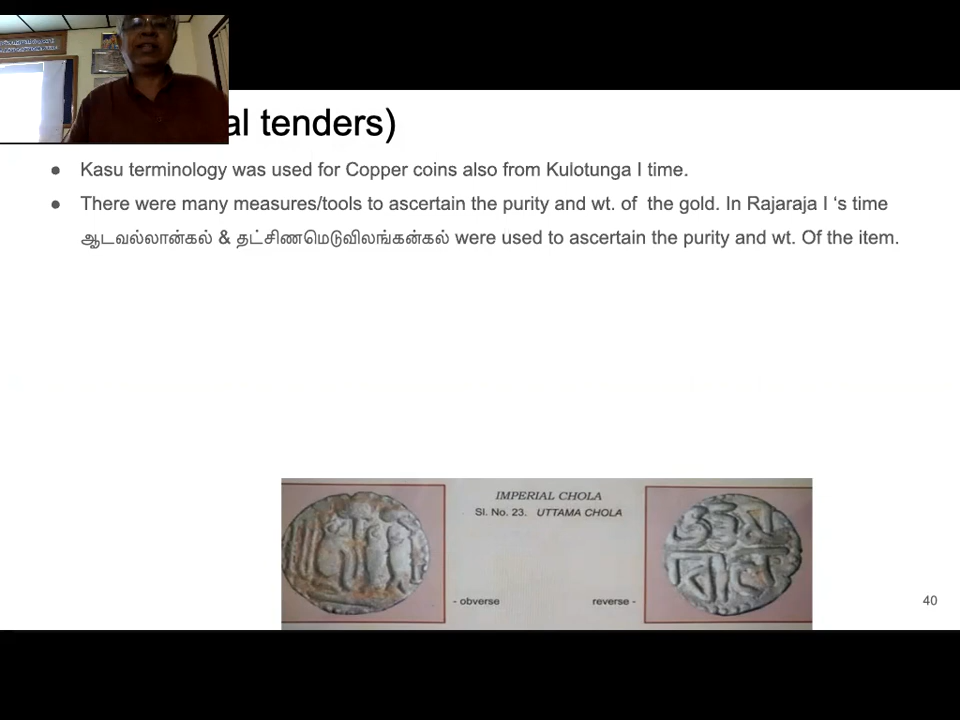 al tenders)
● Kasu terminology was used for Copper coins also from Kulotunga I time.
● There were many measures/tools to ascertain the purity and wt. of the gold. In Rajaraja I ‘s time
ஆடவல்லான்கல் & தட்சிணமெடுவிலங்கன்கல் were used to ascertain the purity and wt. Of the item.
IMPERIAL CHOLA
Sl. No. 23. UTTAMA CHOLA
- obverse
reverse -
40